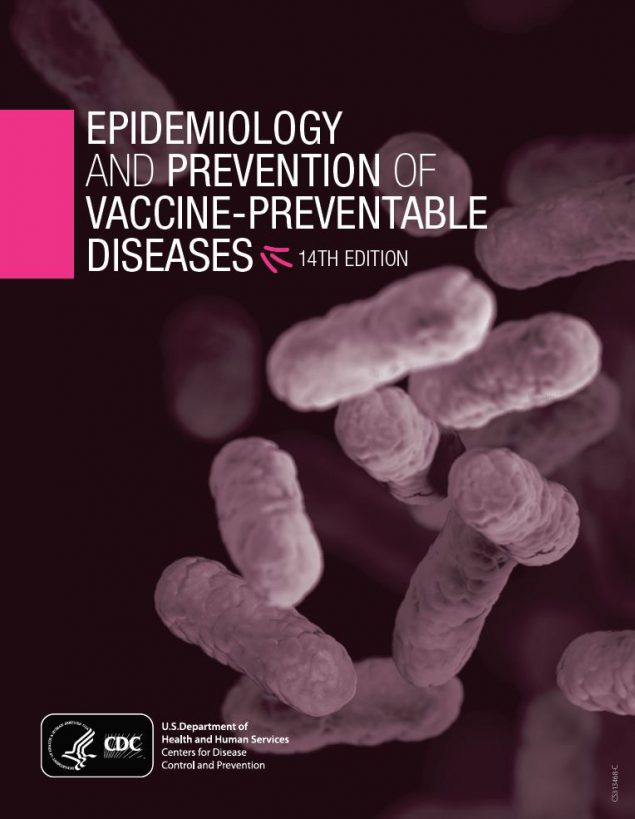 EPIDEMIOLOGY
AND PREVENTION OF
VACCINE-PREVENTABLE
DISEASES 14TH EDITION
CDC
U.S.Department of
Health and Human Services
Centers for Disease
Control and Prevention
CS313468-C